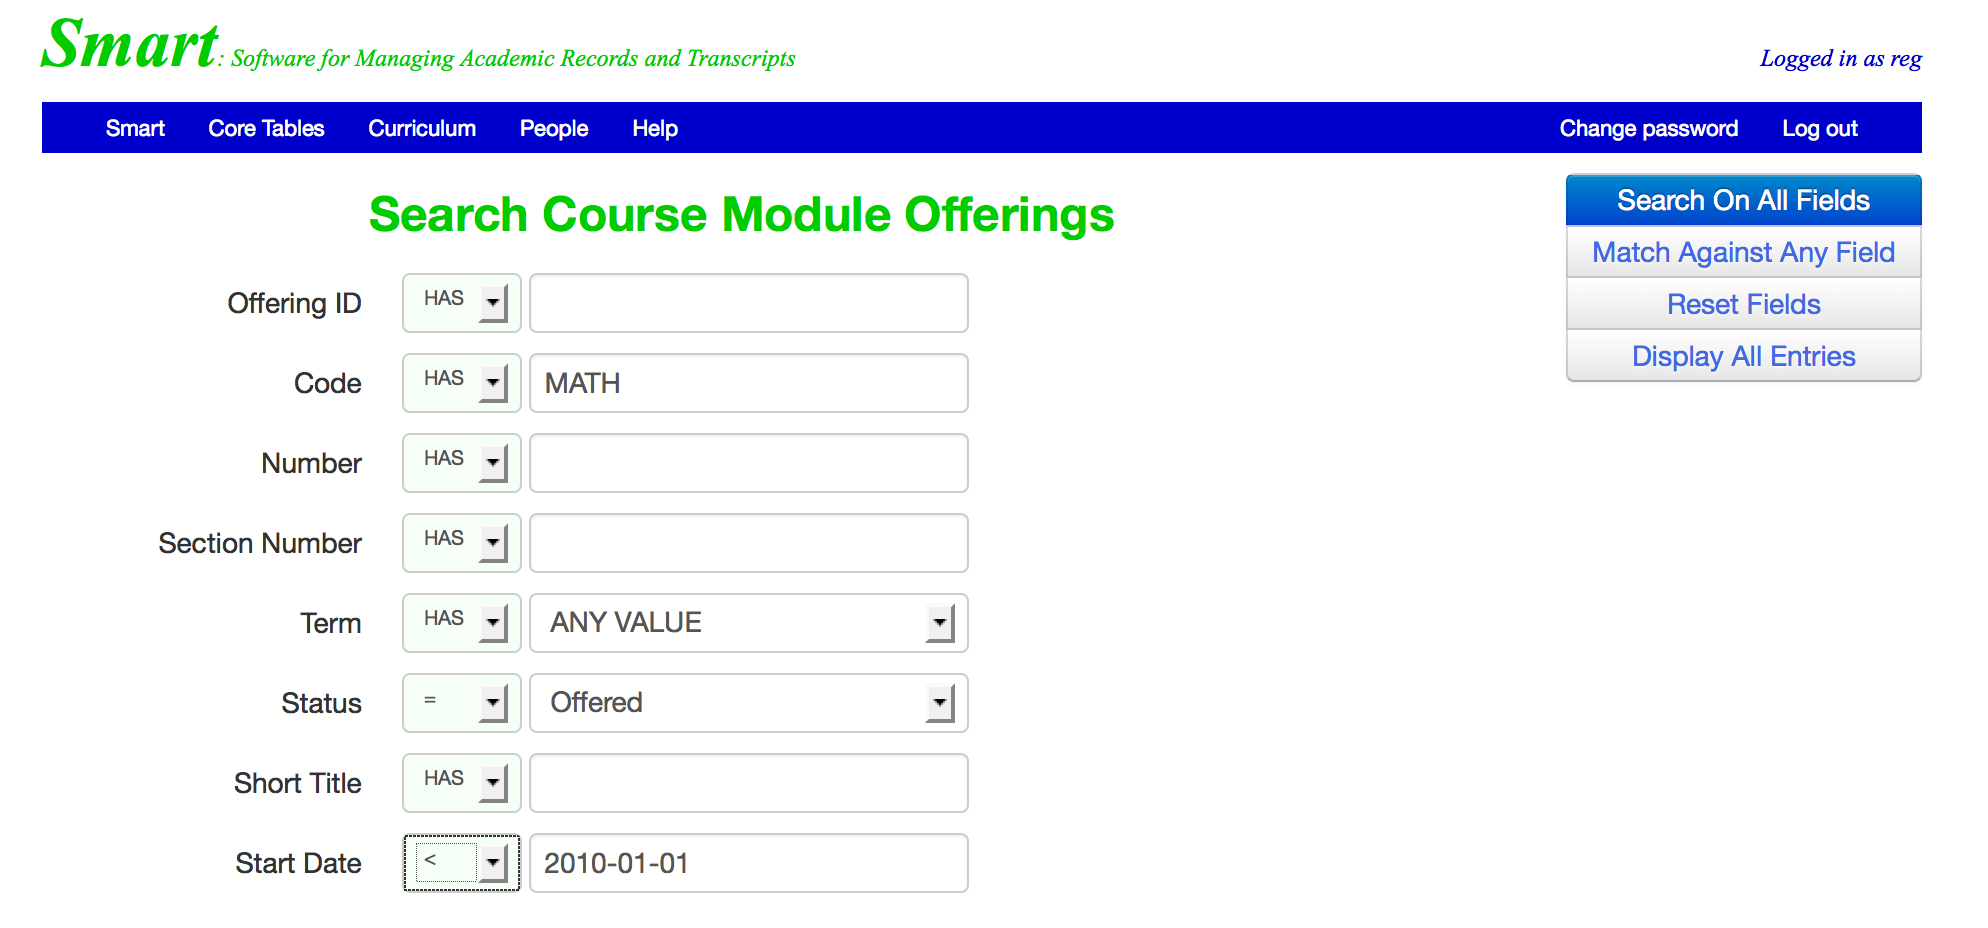 Smart: Software for Managing Academic Records and Transcripts
Logged in as reg
Smart Core Tables Curriculum People Help Change password Log out
Search Course Module Offerings
Search On All Fields
Match Against Any Field
Reset Fields
Display All Entries
Offering ID HAS
Code HAS MATH
Number HAS
Section Number HAS
Term HAS ANY VALUE
Status = Offered
Short Title HAS
Start Date < 2010-01-01